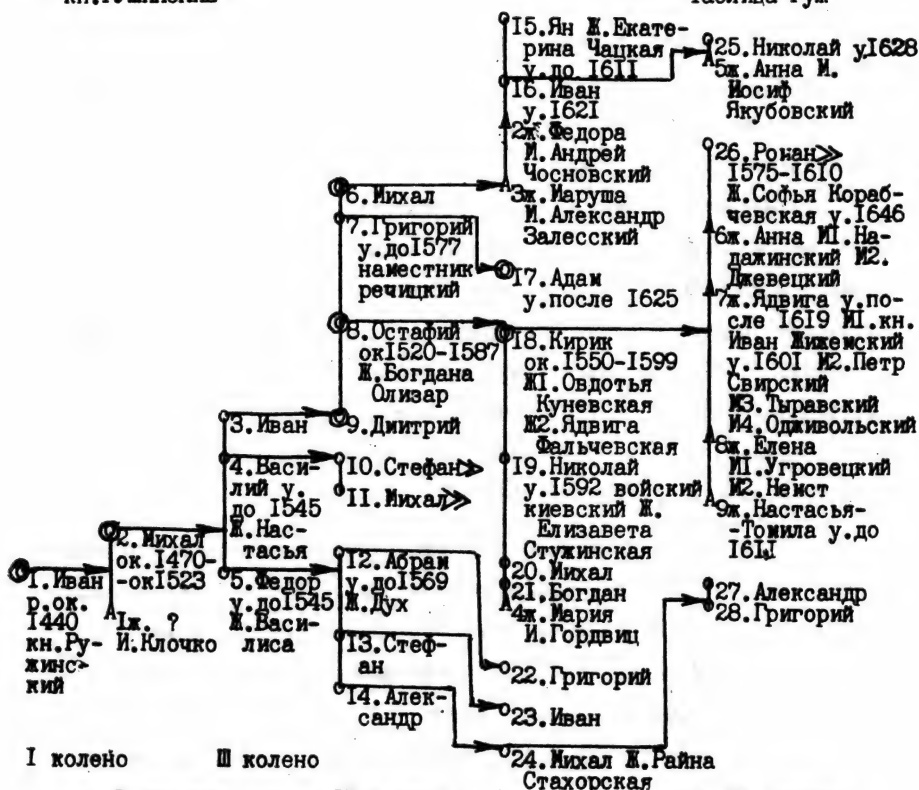 15.Ян Ж.Екате-
рина Чацкая
у.до 1611
16.Иван
у.1621
2ж.Федора
М.Андрей
Чосновский
3ж.Маруша
М.Александр
Залесский
25.Николай у.1628
5ж.Анна М.
Иосиф
Якубовский
6.Михал
7.Григорий
у.до 1577
наместник
речицкий
17.Адам
у.после 1625
26.Роман≫
1575-1610
Ж.Софья Кораб-
чевская у.1646
6ж.Анна М1.На-
дажинский М2.
Джевецкий
7ж.Ядвига у.по-
сле 1619 М1.кн.
Иван Жижемский
у.1601 М2.Петр
Свирский
М3.Тыравский
М4.Одживольский
8ж.Елена
М1.Угровецкий
М2.Немст
9ж.Настасья-
-Томила у.до
1611
8.Остафий
ок1520-1587
Ж.Богдана
Олизар
18.Кирик
ок.1550-1599
Ж1.Овдотья
Куневская
Ж2.Ядвига
Фальчевская
19.Николай
у.1592 войский
киевский Ж.
Елизавета
Стужинская
20.Михал
21.Богдан
4ж.Мария
М.Гордвиц
3.Иван
9.Дмитрий
4.Васи-
лий у.
до 1545
Ж.Нас-
тасья
10.Стефан≫
11.Михал≫
1.Иван
р.ок.
1440
кн.Ру-
жинс-
кий
2.Михал
ок.1470-
-ок1523
1ж. ?
М.Клочко
5.Федор
у.до1545
Ж.Васи-
лиса
12.Абрам
у.до1569
Ж.Дух
13.Стеф-
ан
14.Алек-
сандр
22.Григорий
23.Иван
24.Михал Ж.Райна
Стахорская
27.Александр
28.Григорий
I колено III колено